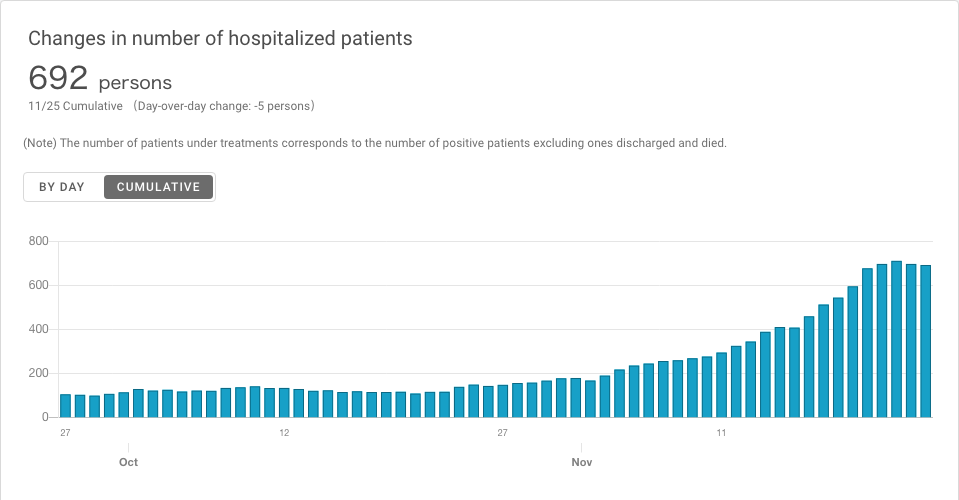 Changes in number of hospitalized patients
692 persons
11/25 Cumulative （Day-over-day change: -5 persons）
(Note) The number of patients under treatments corresponds to the number of positive patients excluding ones discharged and died.
BY DAY CUMULATIVE
800
600
400
200
0
27 12 27 11
Oct Nov